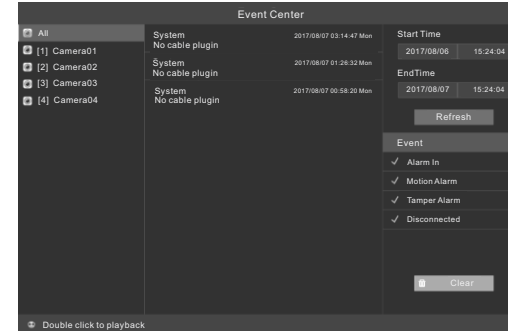 Event Center
All
[1] Camera01
[2] Camera02
[3] Camera03
[4] Camera04
System 2017/08/07 03:14:47 Mon
No cable plugin
System 2017/08/07 01:26:32 Mon
No cable plugin
System 2017/08/07 00:58:20 Mon
No cable plugin
Start Time
2017/08/06 15:24:04
EndTime
2017/08/07 15:24:04
Refresh
Event
Alarm In
Motion Alarm
Tamper Alarm
Disconnected
Clear
Double click to playback